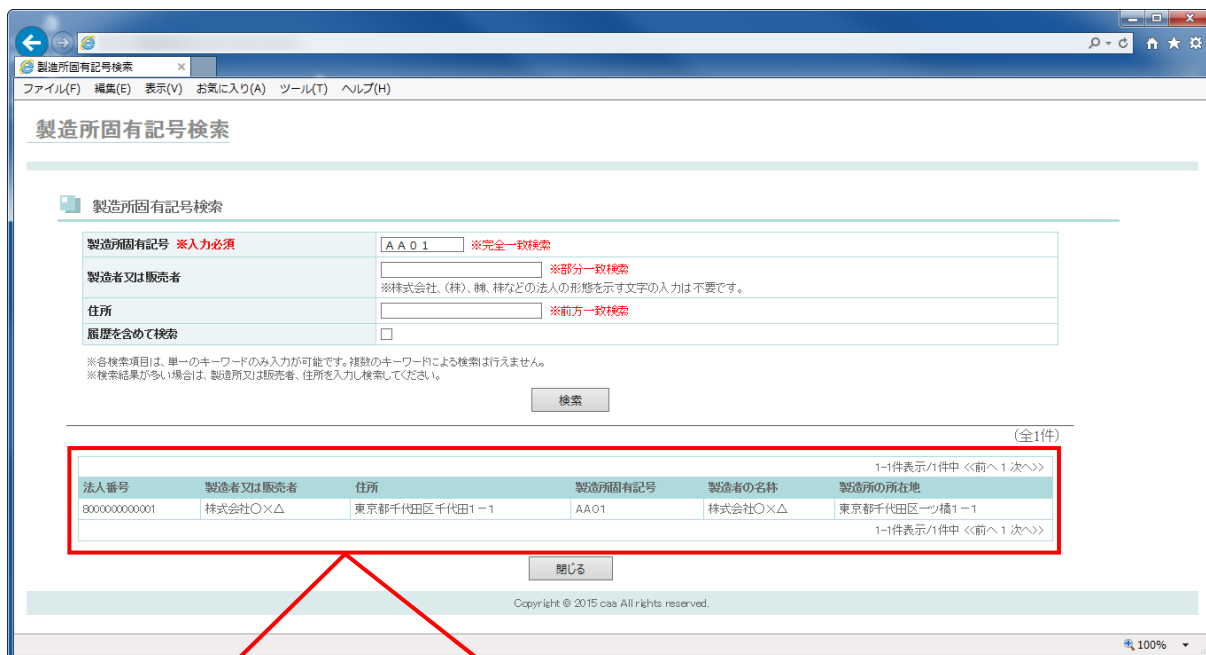 製造所固有記号検索 ×
ファイル(F) 編集(E) 表示(V) お気に入り(A) ツール(T) ヘルプ(H)
製造所固有記号検索
製造所固有記号検索
製造所固有記号 ※入力必須 ＡＡ０１ ※完全一致検索
製造者又は販売者 ※部分一致検索
※株式会社、(株)、㈱、株などの法人の形態を示す文字の入力は不要です。
住所 ※前方一致検索
履歴を含めて検索
※各検索項目は、単一のキーワードのみ入力が可能です。複数のキーワードによる検索は行えません。
※検索結果が多い場合は、製造所又は販売者、住所を入力し検索してください。
検索
(全1件)
1-1件表示/1件中 <<前へ 1 次へ>>
法人番号 製造者又は販売者 住所 製造所固有記号 製造者の名称 製造所の所在地
8000000000001 株式会社○×△ 東京都千代田区千代田1－1 AA01 株式会社○×△ 東京都千代田区一ツ橋1－1
1-1件表示/1件中 <<前へ 1 次へ>>
閉じる
Copyright © 2015 caa All rights reserved.
100%